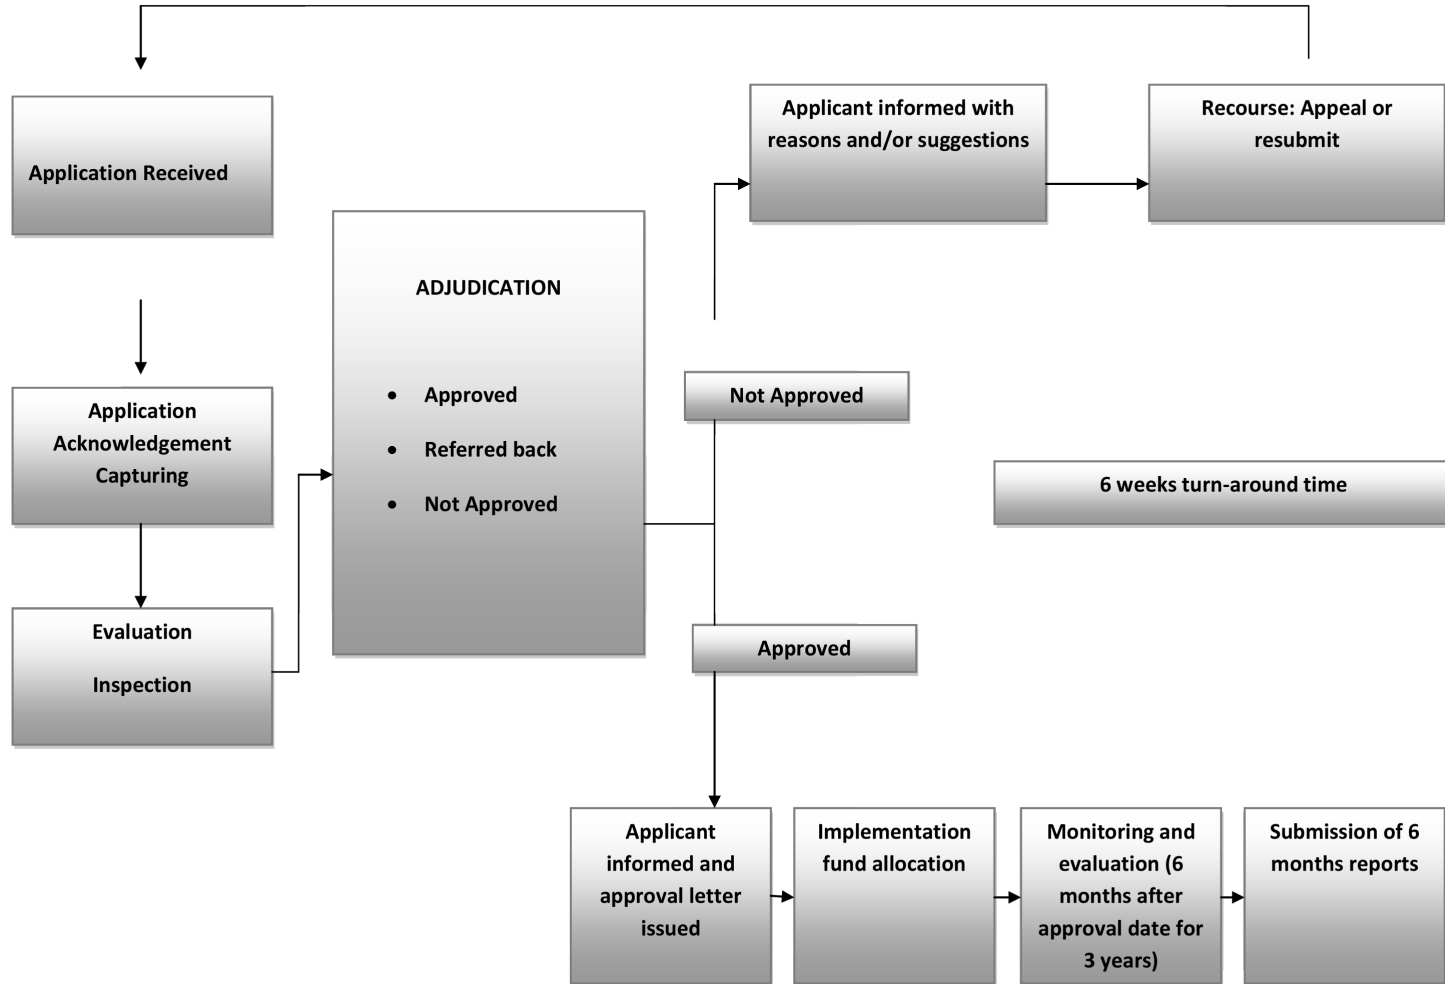 Application Received
Application
Acknowledgement
Capturing
Evaluation
Inspection
ADJUDICATION
• Approved
• Referred back
• Not Approved
Not Approved
Applicant informed with
reasons and/or suggestions
Recourse: Appeal or
resubmit
6 weeks turn-around time
Approved
Applicant
informed and
approval letter
issued
Implementation
fund allocation
Monitoring and
evaluation (6
months after
approval date for
3 years)
Submission of 6
months reports